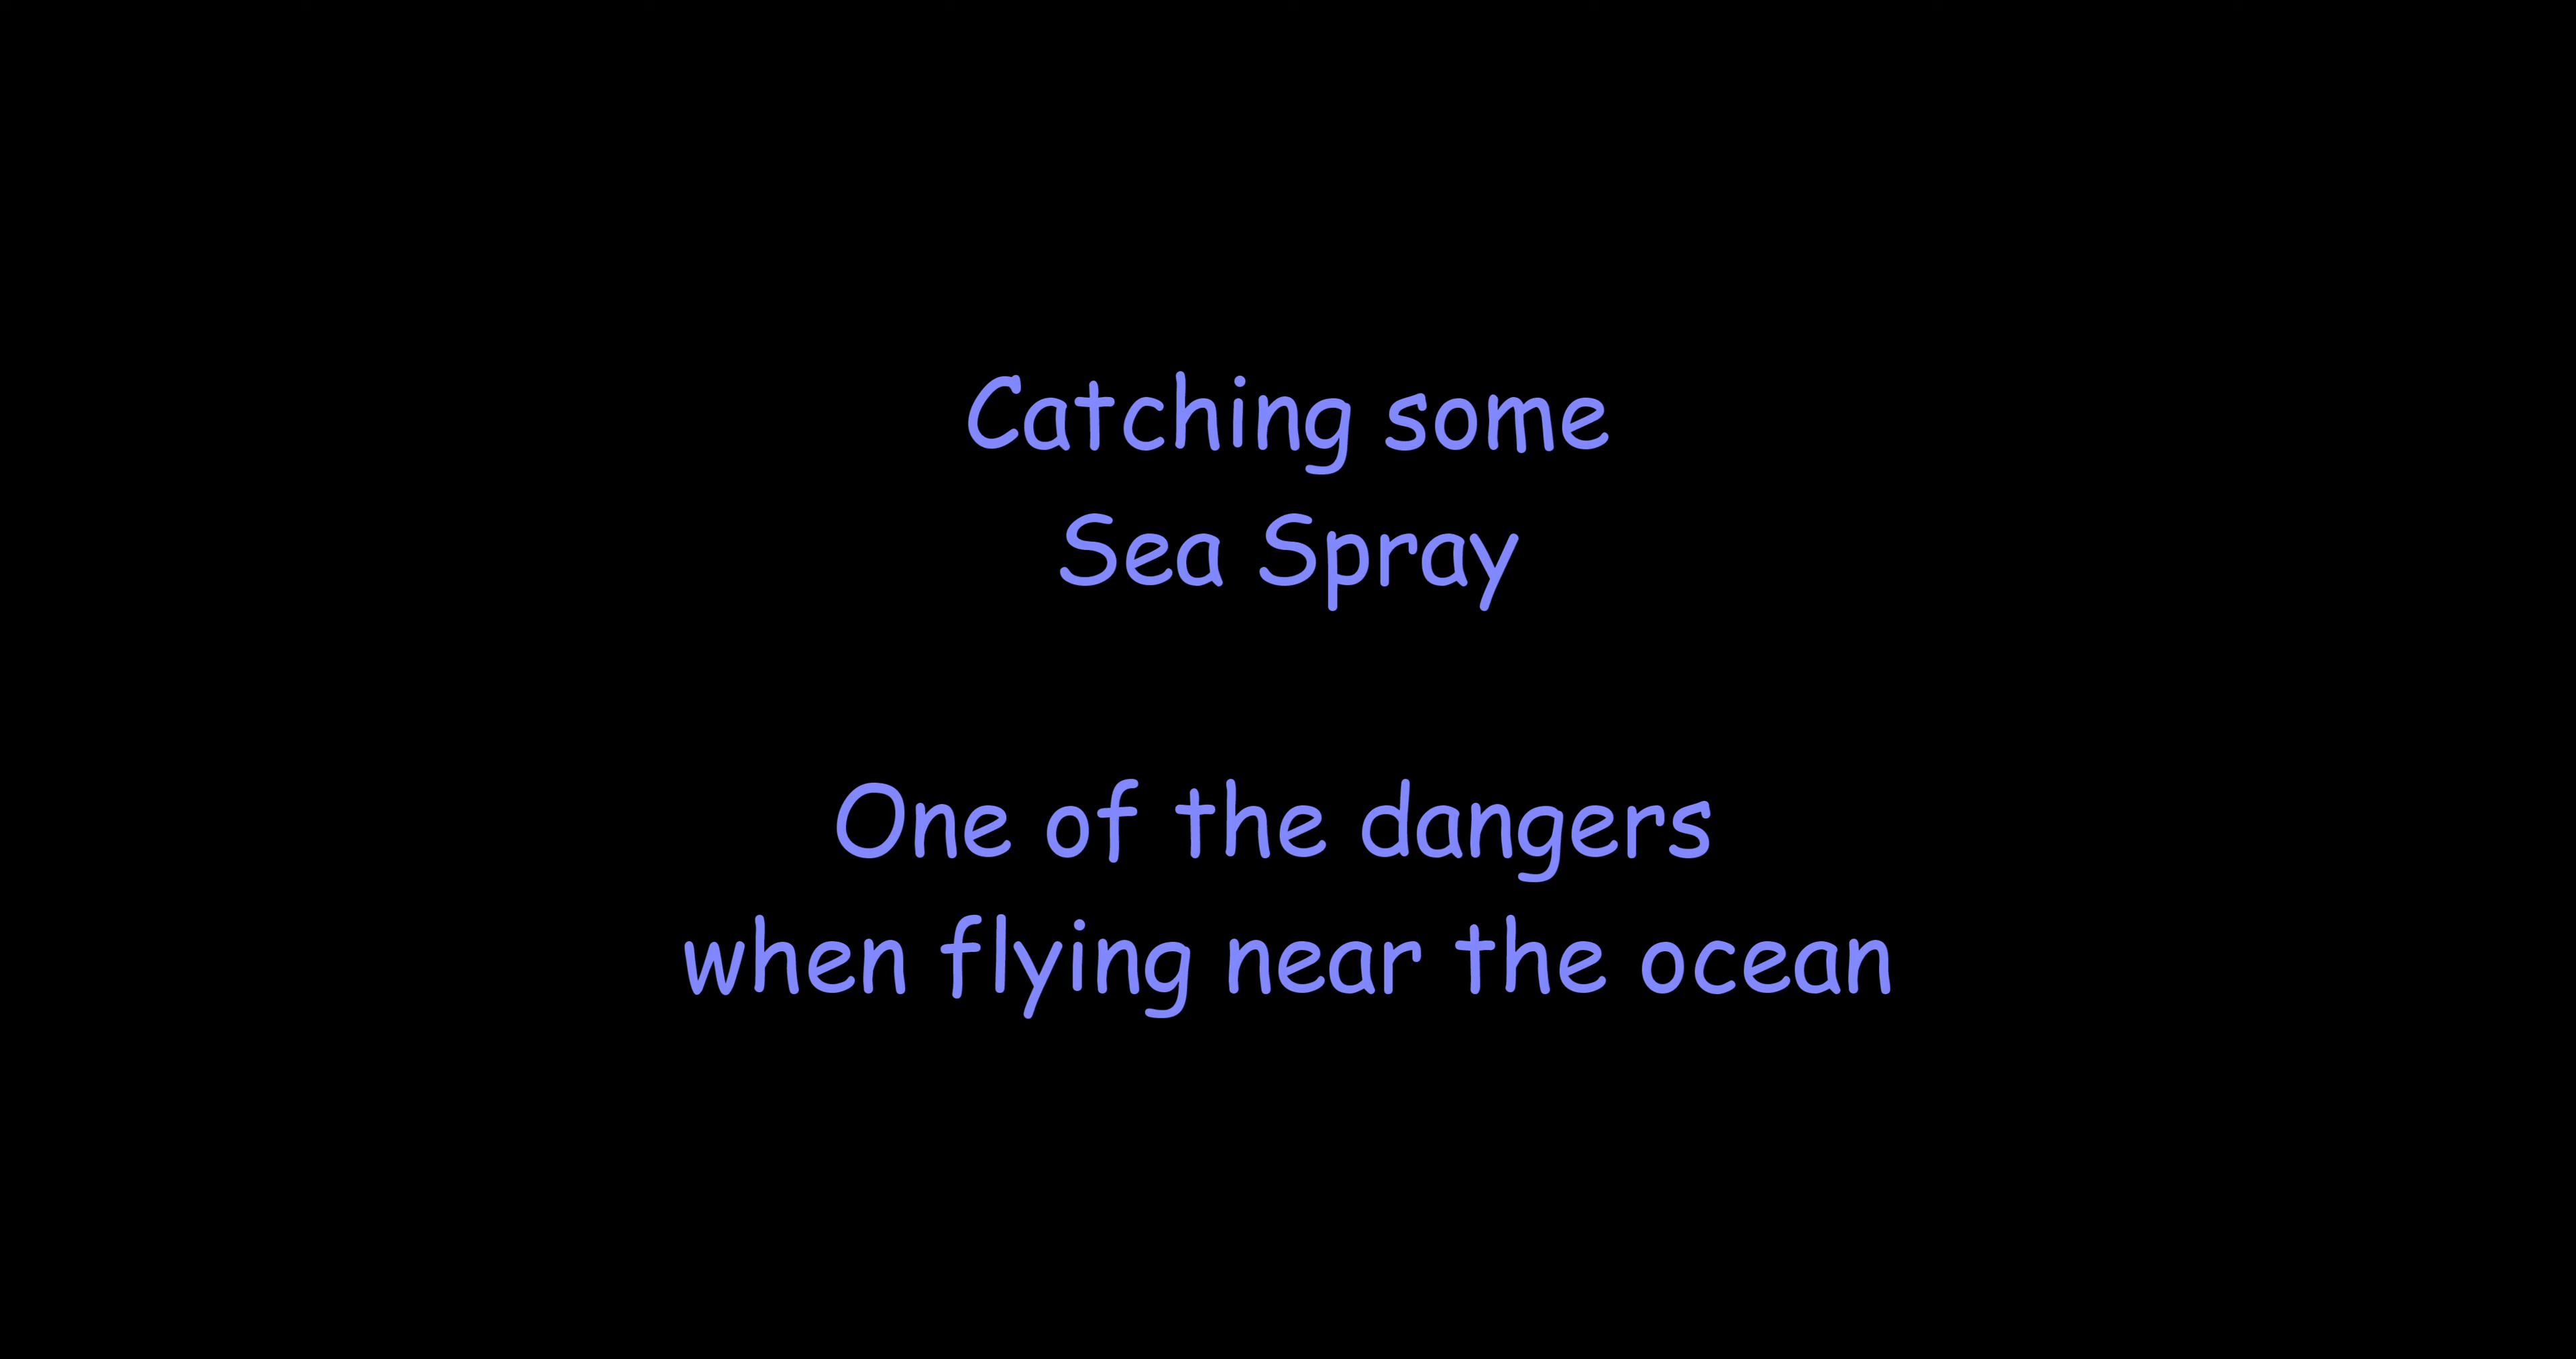 Catching some
Sea Spray
One of the dangers
when flying near the ocean